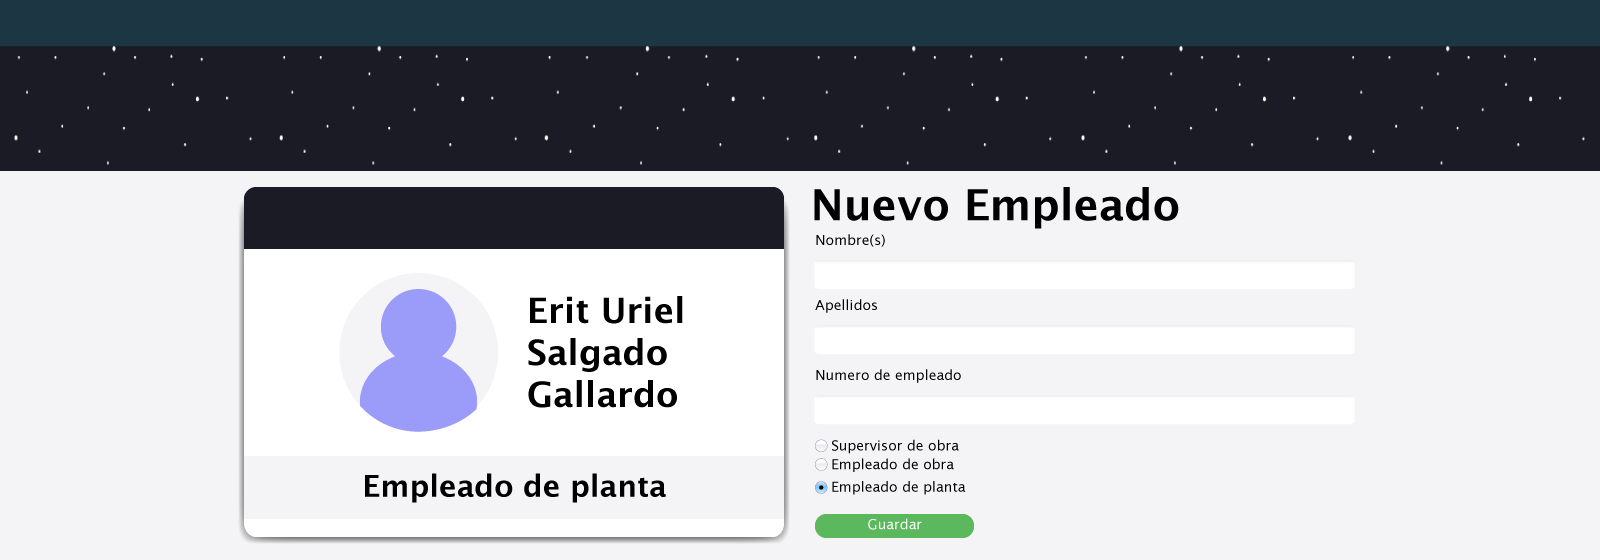 Erit Uriel
Salgado
Gallardo
Empleado de planta
Nuevo Empleado
Nombre(s)
Apellidos
Numero de empleado
Supervisor de obra
Empleado de obra
Empleado de planta
Guardar